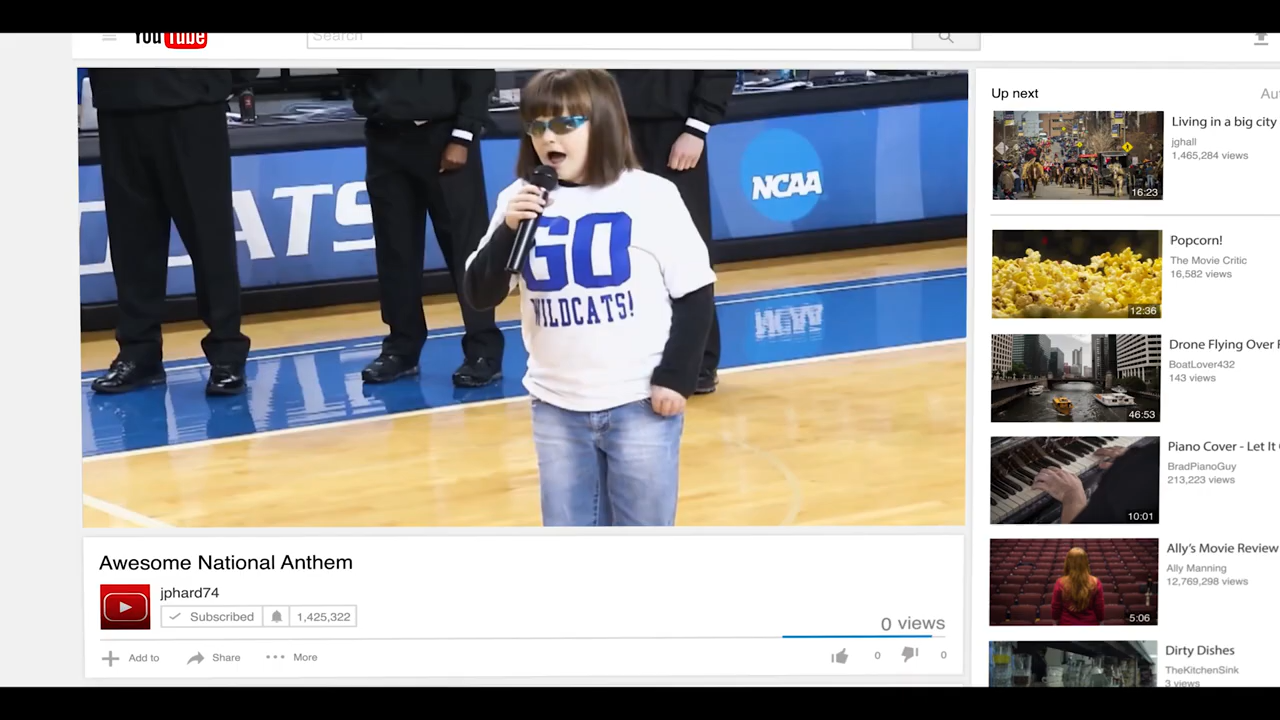 YouTube
Search
CATS
NCAA
GO
WILDCATS!
Awesome National Anthem
jphard74
Subscribed
1,425,322
0 views
Add to
Share
More
0
0
Up next
Living in a big city
jghall
1,465,284 views
16:23
Popcorn!
The Movie Critic
16,582 views
12:36
Drone Flying Over
BoatLover432
143 views
46:53
Piano Cover - Let It
BradPianoGuy
213,223 views
10:01
Ally's Movie Review
Ally Manning
12,769,298 views
5:06
Dirty Dishes
TheKitchenSink
3 views